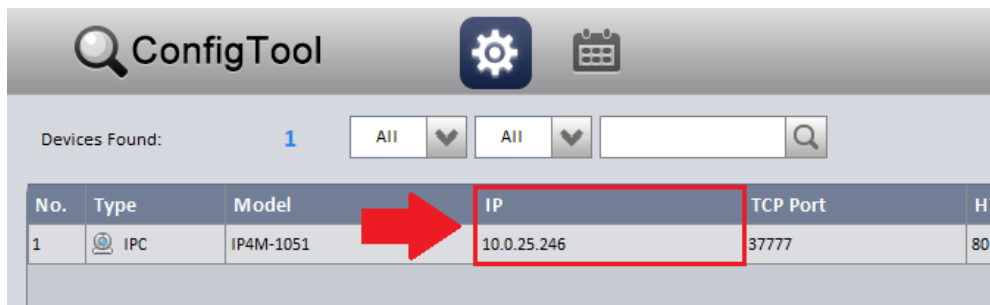 ConfigTool
Devices Found: 1 All All
No. Type Model IP TCP Port
1 IPC IP4M-1051 10.0.25.246 37777 80